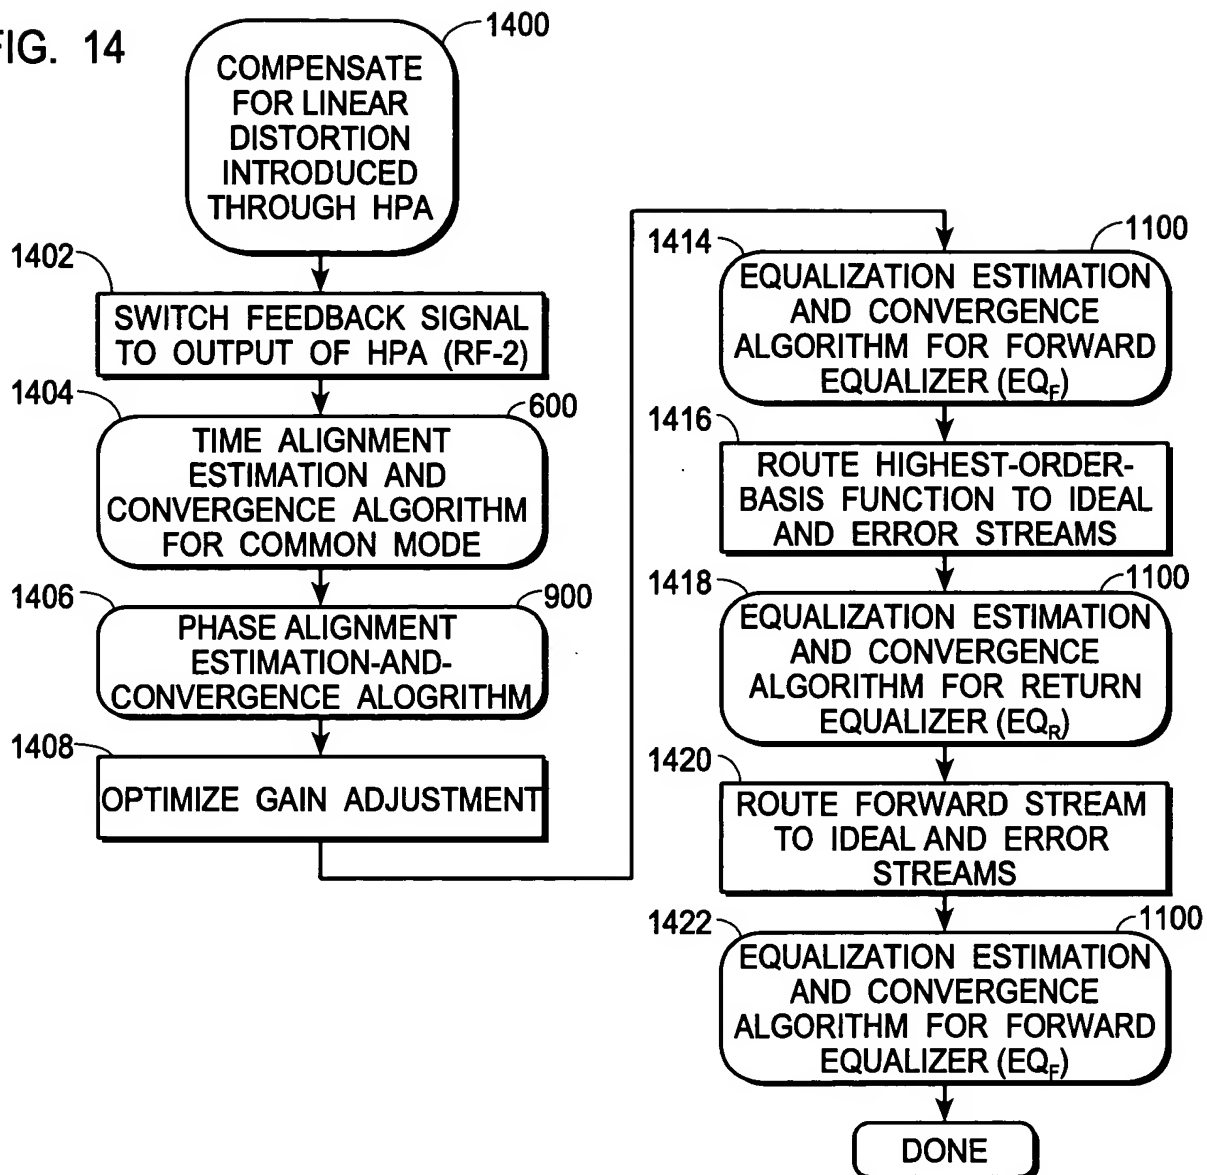 FIG. 14
1400
COMPENSATE
FOR LINEAR
DISTORTION
INTRODUCED
THROUGH HPA
1402
SWITCH FEEDBACK SIGNAL
TO OUTPUT OF HPA (RF-2)
1404
600
TIME ALIGNMENT
ESTIMATION AND
CONVERGENCE ALGORITHM
FOR COMMON MODE
1406
900
PHASE ALIGNMENT
ESTIMATION-AND-
CONVERGENCE ALOGRITHM
1408
OPTIMIZE GAIN ADJUSTMENT
1414
1100
EQUALIZATION ESTIMATION
AND CONVERGENCE
ALGORITHM FOR FORWARD
EQUALIZER (EQF)
1416
ROUTE HIGHEST-ORDER-
BASIS FUNCTION TO IDEAL
AND ERROR STREAMS
1418
1100
EQUALIZATION ESTIMATION
AND CONVERGENCE
ALGORITHM FOR RETURN
EQUALIZER (EQR)
1420
ROUTE FORWARD STREAM
TO IDEAL AND ERROR
STREAMS
1422
1100
EQUALIZATION ESTIMATION
AND CONVERGENCE
ALGORITHM FOR FORWARD
EQUALIZER (EQF)
DONE